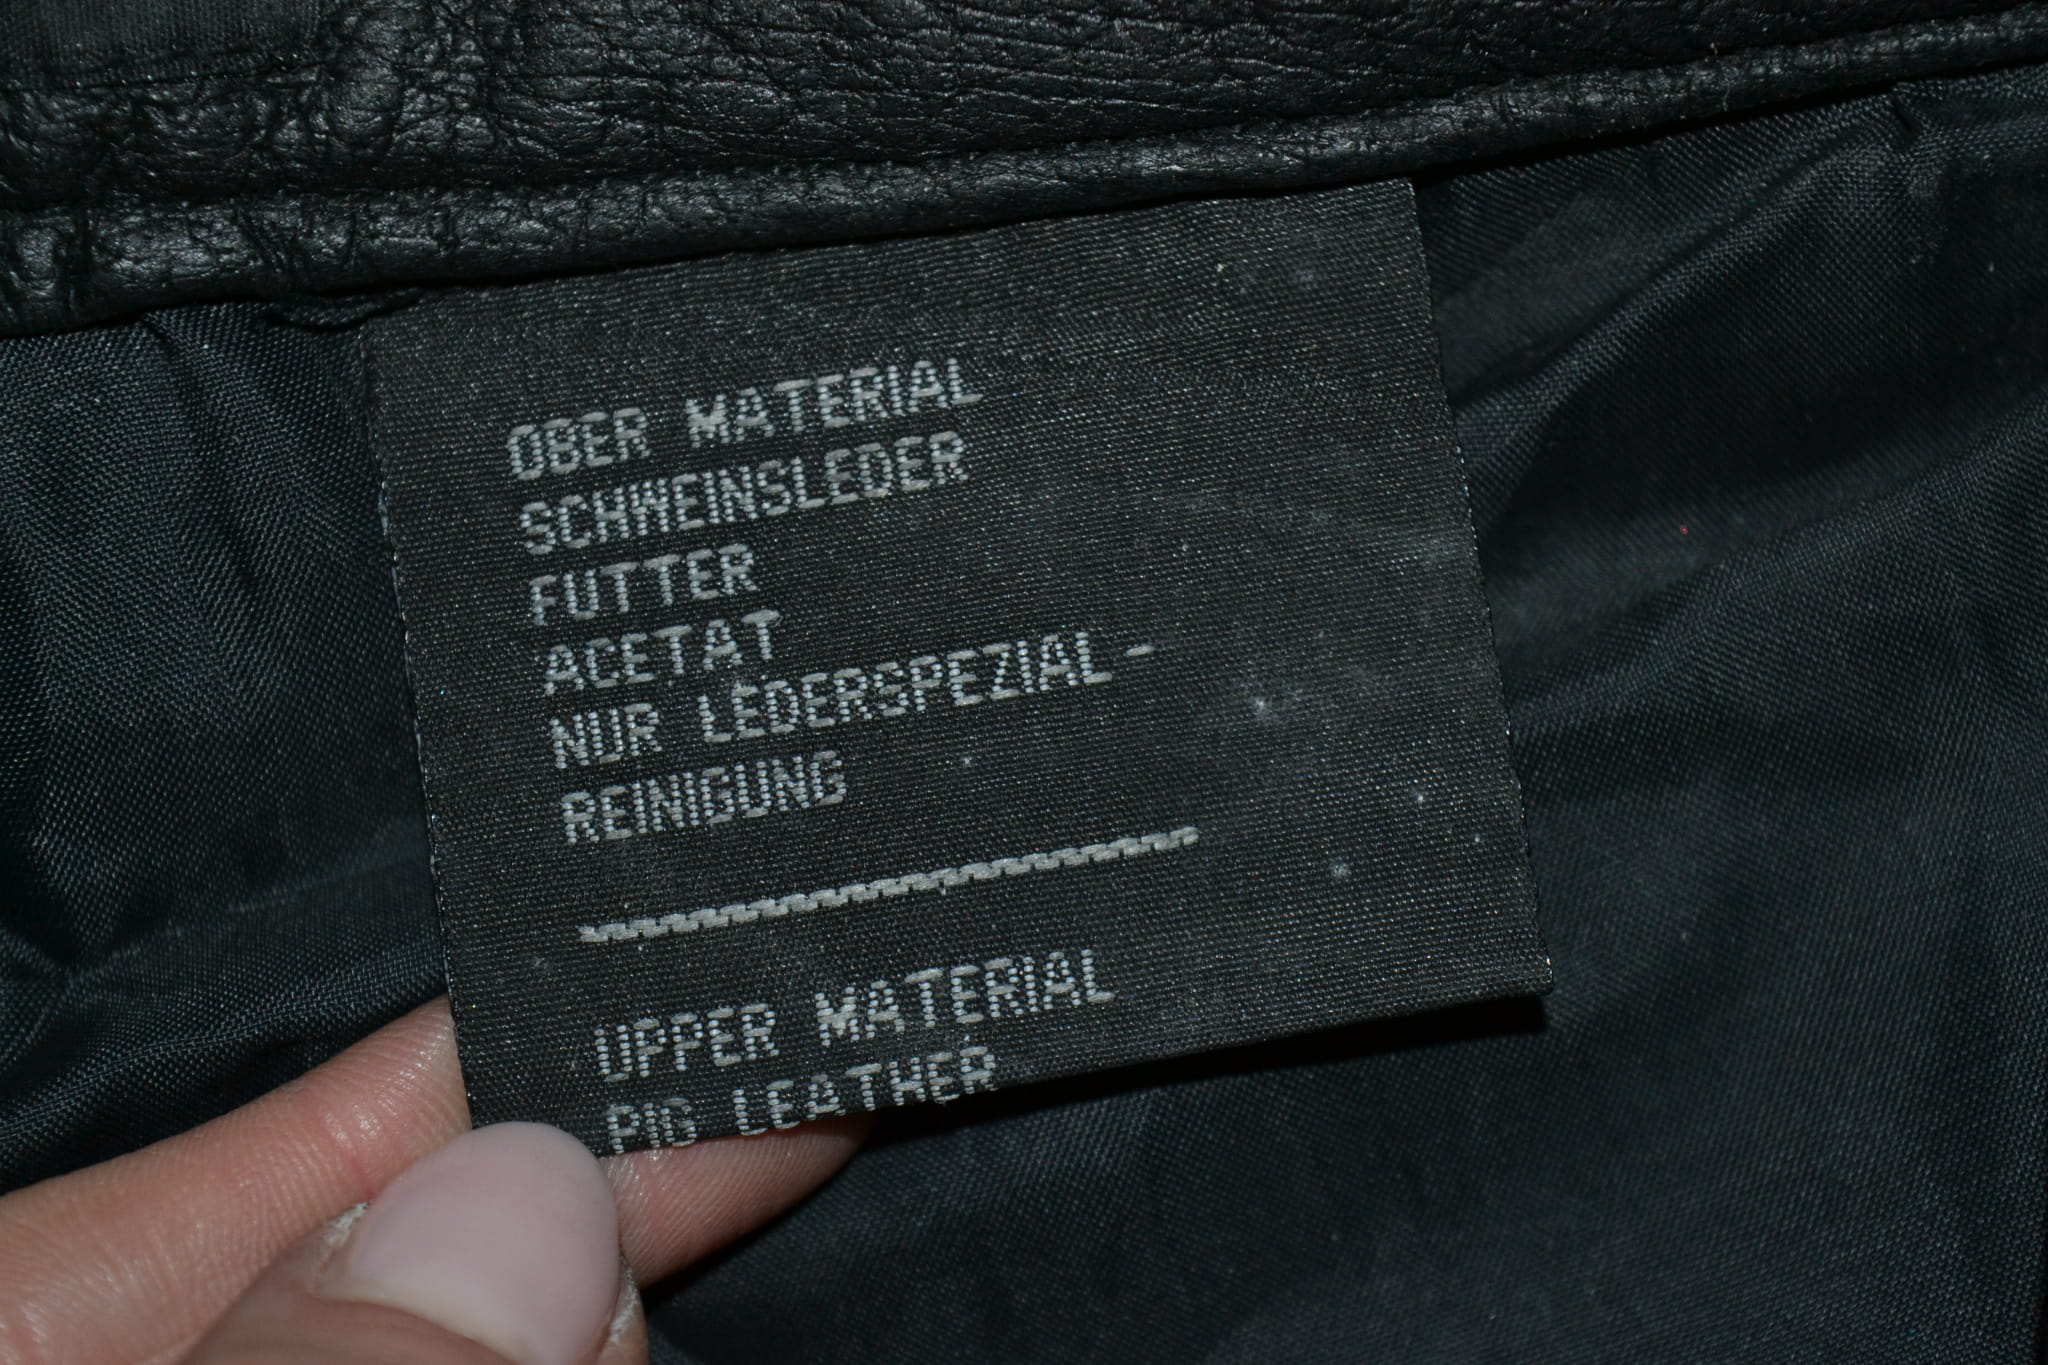 OBER MATERIAL
SCHWEINSLEDER
FUTTER
ACETAT
NUR LEDERSPEZIAL-
REINIGUNG
UPPER MATERIAL
PIG LEATHER